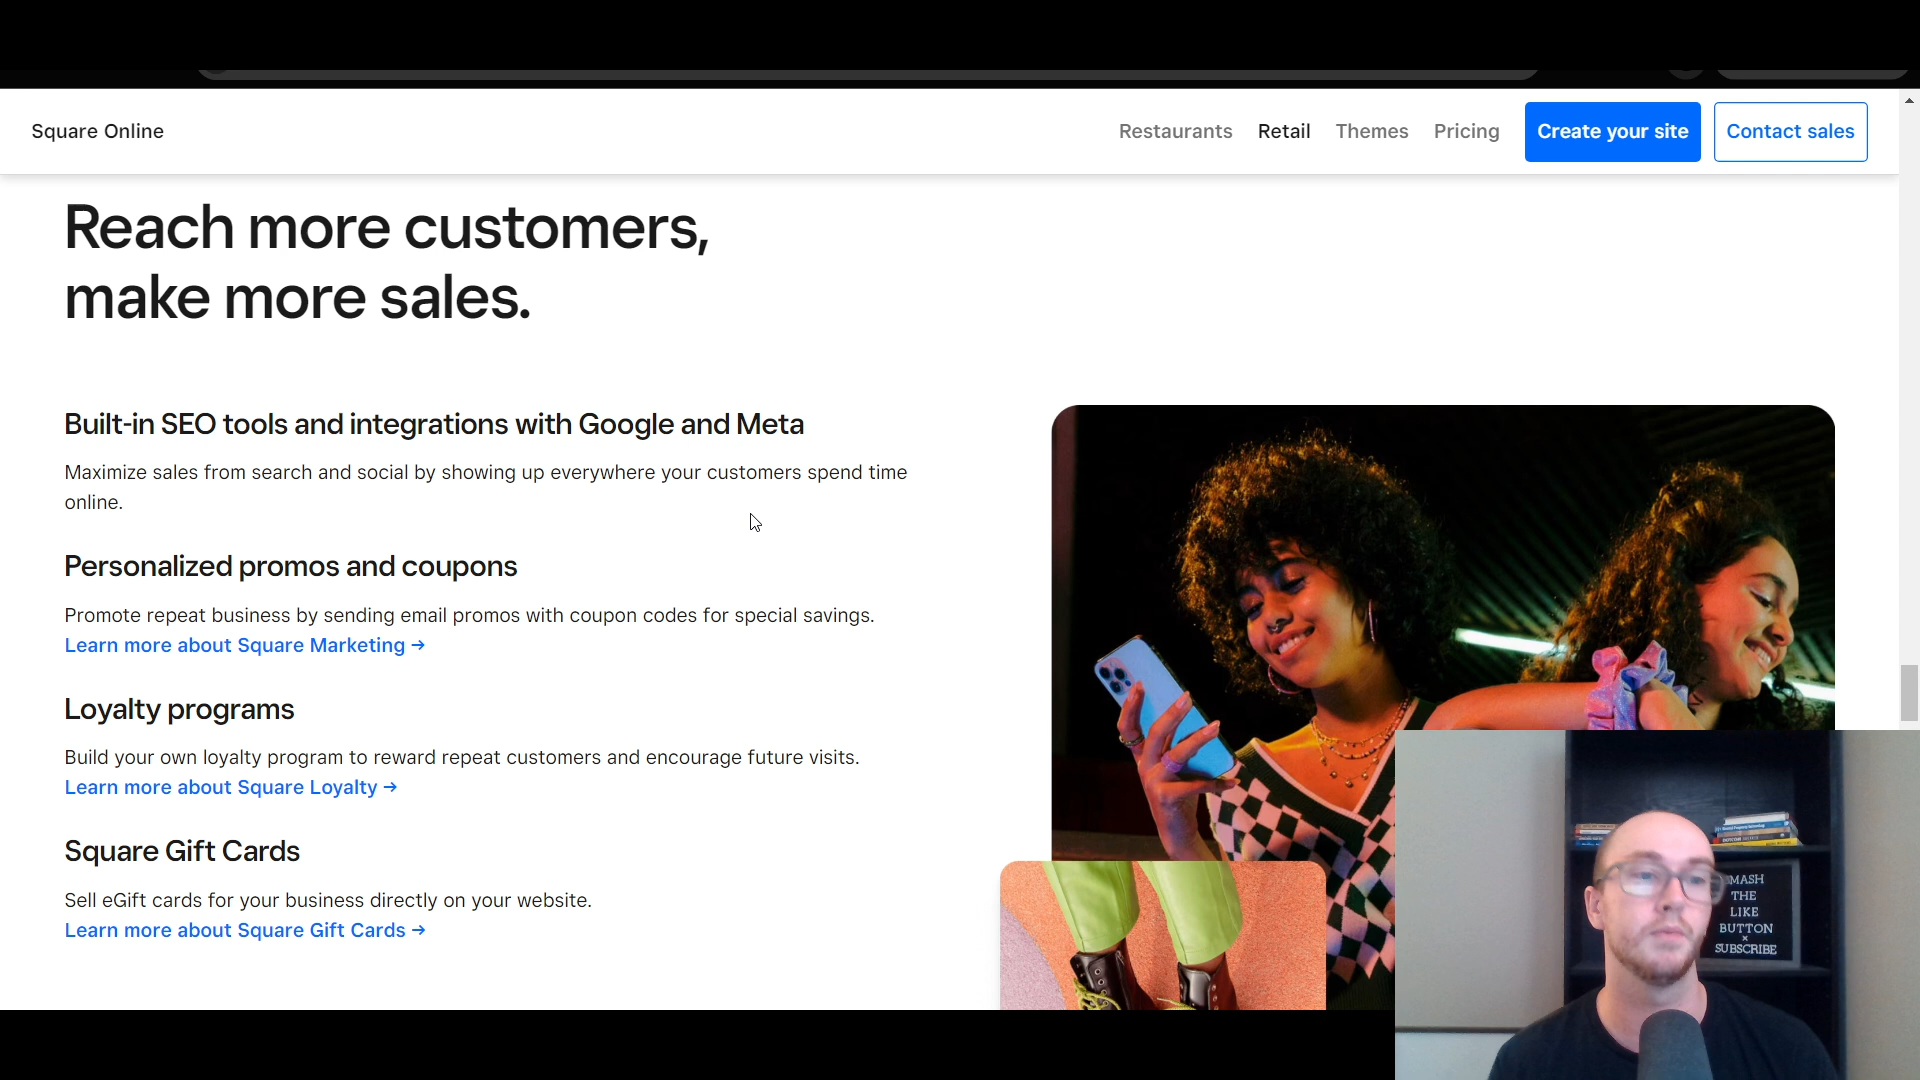 Square Online
Restaurants
Retail
Themes
Pricing
Create your site
Contact sales
Reach more customers,
make more sales.
Built-in SEO tools and integrations with Google and Meta
Maximize sales from search and social by showing up everywhere your customers spend time
online.
Personalized promos and coupons
Promote repeat business by sending email promos with coupon codes for special savings.
Learn more about Square Marketing →
Loyalty programs
Build your own loyalty program to reward repeat customers and encourage future visits.
Learn more about Square Loyalty →
Square Gift Cards
Sell eGift cards for your business directly on your website.
Learn more about Square Gift Cards →
MASH
THE
LIKE
BUTTON
×
SUBSCRIBE